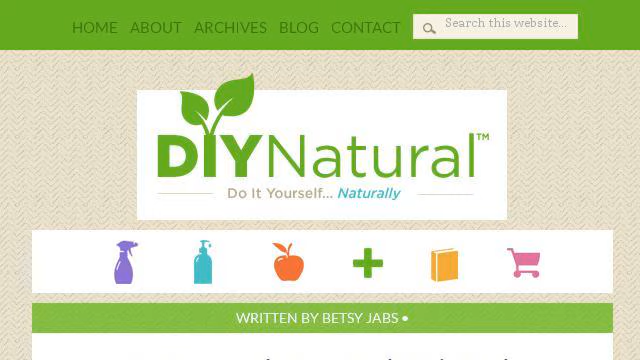 HOME ABOUT ARCHIVES BLOG CONTACT Search this website...
DIYNatural™
Do It Yourself... Naturally
WRITTEN BY BETSY JABS •